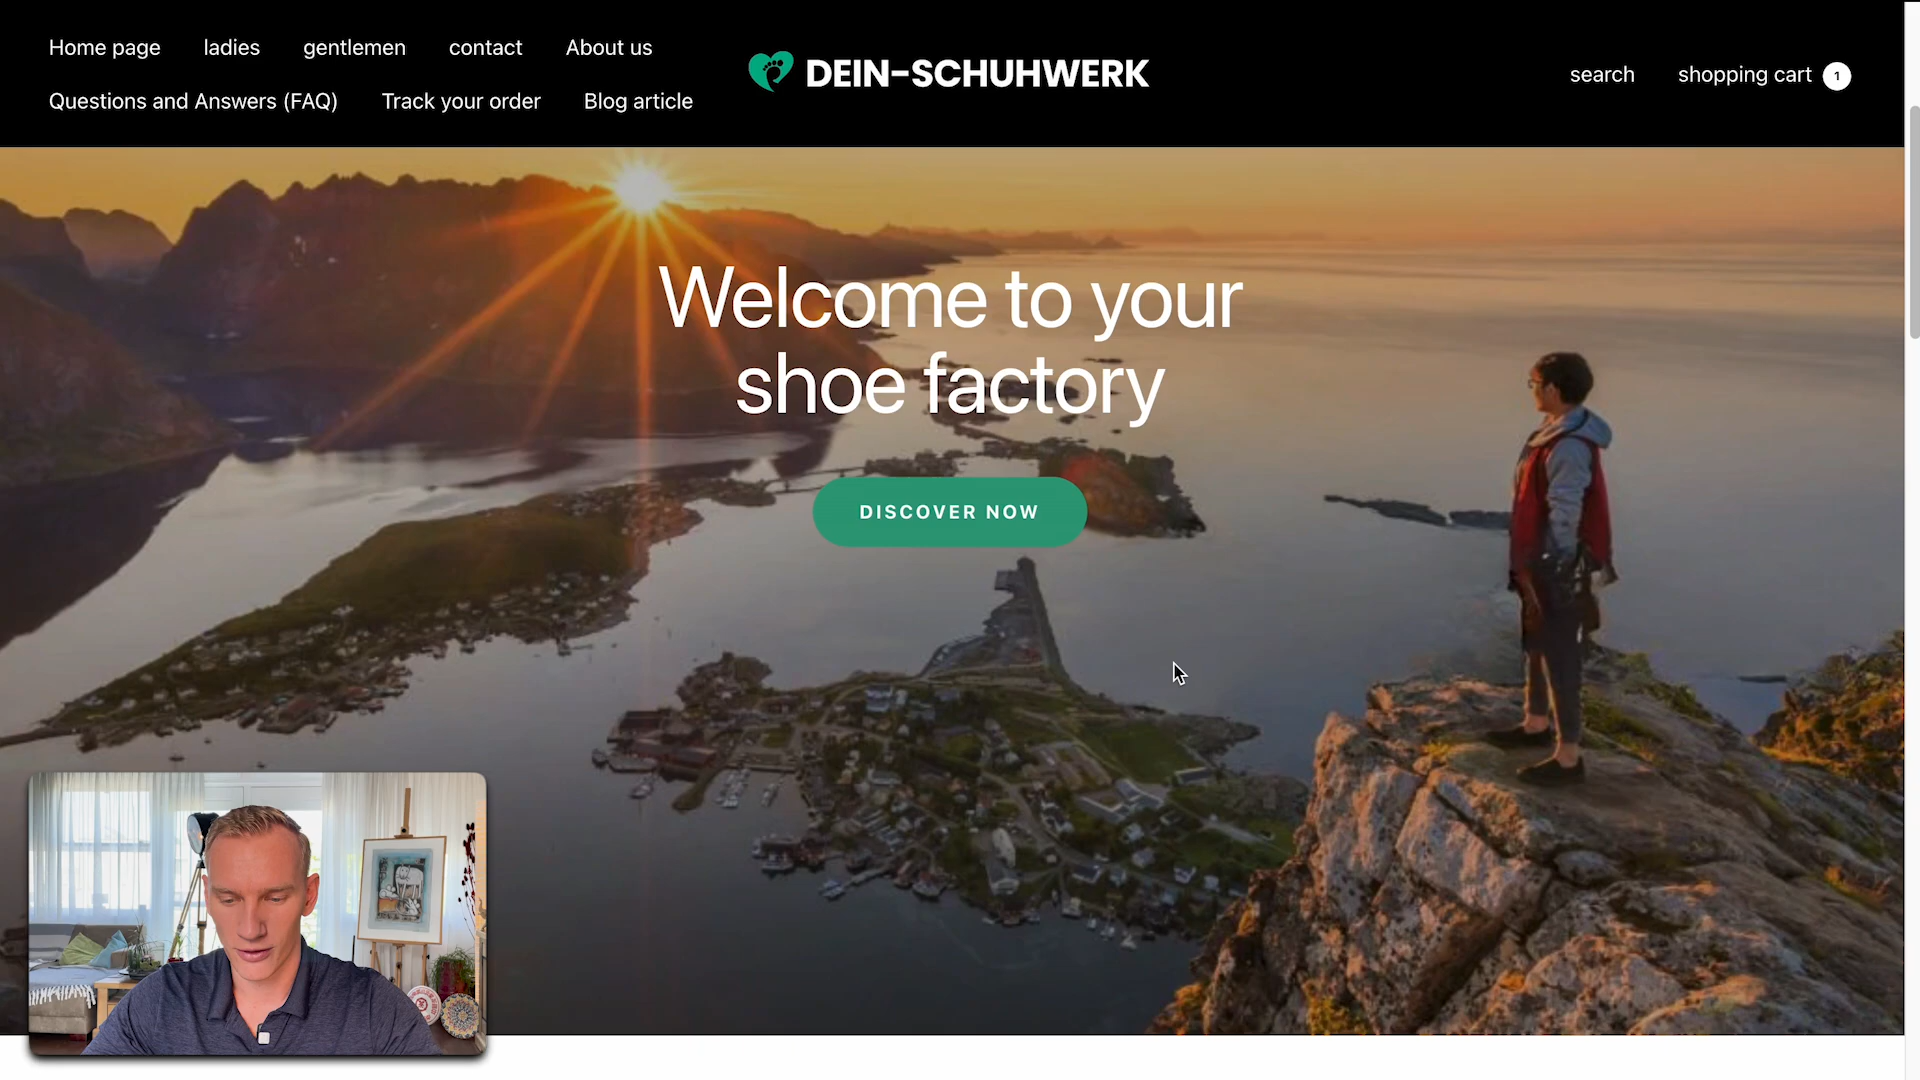 Home page ladies gentlemen contact About us
Questions and Answers (FAQ) Track your order Blog article
DEIN-SCHUHWERK
search shopping cart 1
Welcome to your
shoe factory
DISCOVER NOW